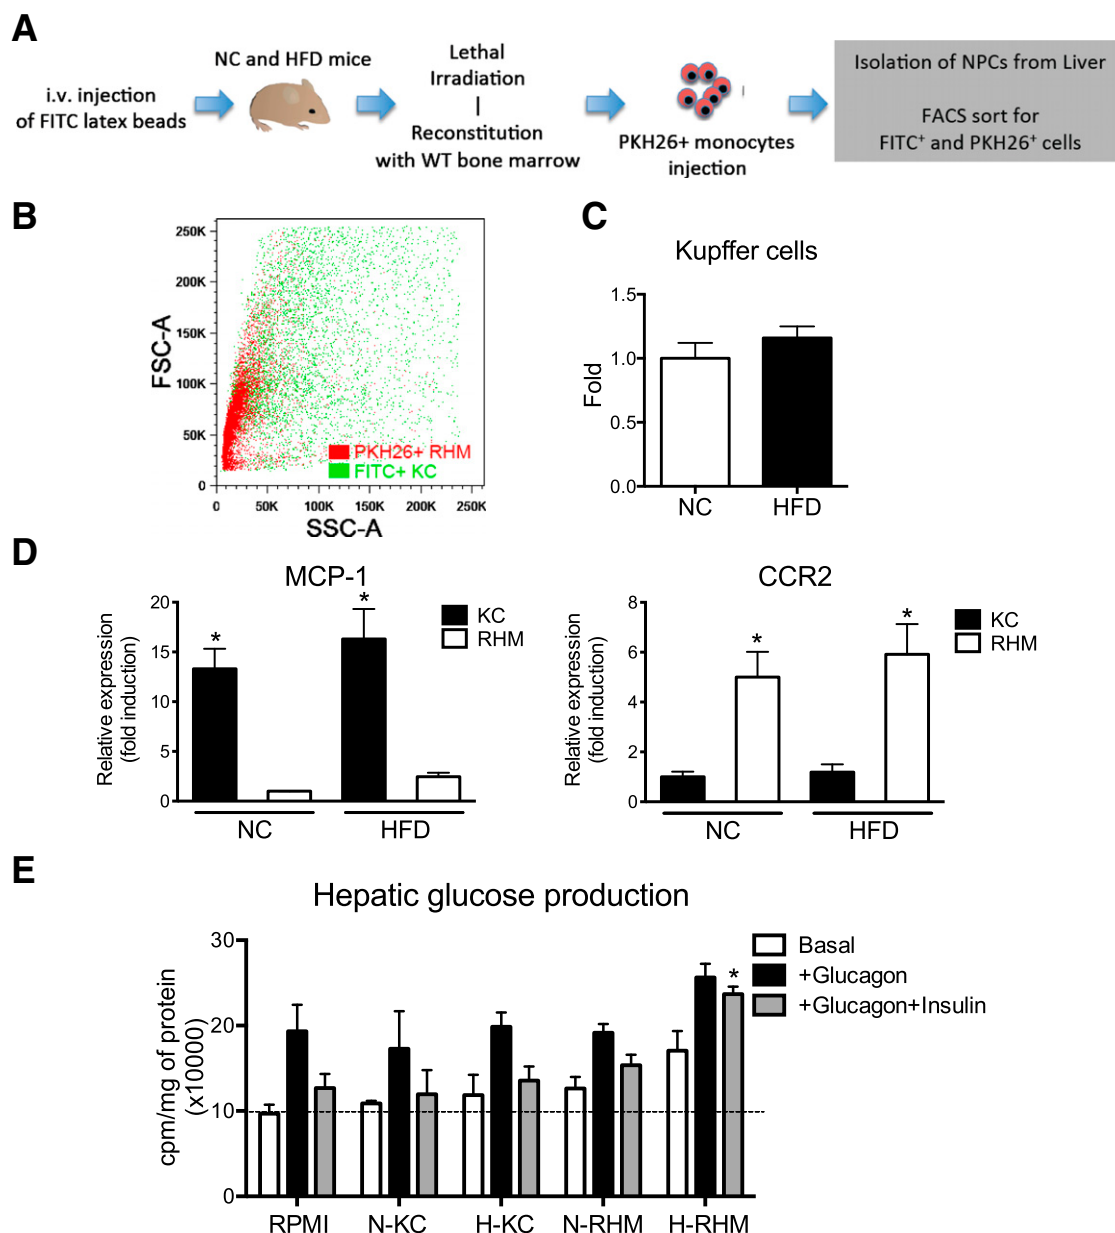 A
i.v. injection
of FITC latex beads
NC and HFD mice
Lethal
Irradiation
Reconstitution
with WT bone marrow
PKH26+ monocytes
injection
Isolation of NPCs from Liver
FACS sort for
FITC⁺ and PKH26⁺ cells
B
FSC-A
250K
200K
150K
100K
50K
0
PKH26+ RHM
FITC+ KC
0 50K 100K 150K 200K 250K
SSC-A
C
Kupffer cells
Fold
1.5
1.0
0.5
0.0
NC HFD
D
MCP-1
Relative expression
(fold induction)
20
15
10
5
0
* *
KC
RHM
NC HFD
CCR2
Relative expression
(fold induction)
8
6
4
2
0
* *
KC
RHM
NC HFD
E
Hepatic glucose production
cpm/mg of protein
(x10000)
30
20
10
0
*
Basal
+Glucagon
+Glucagon+Insulin
RPMI N-KC H-KC N-RHM H-RHM